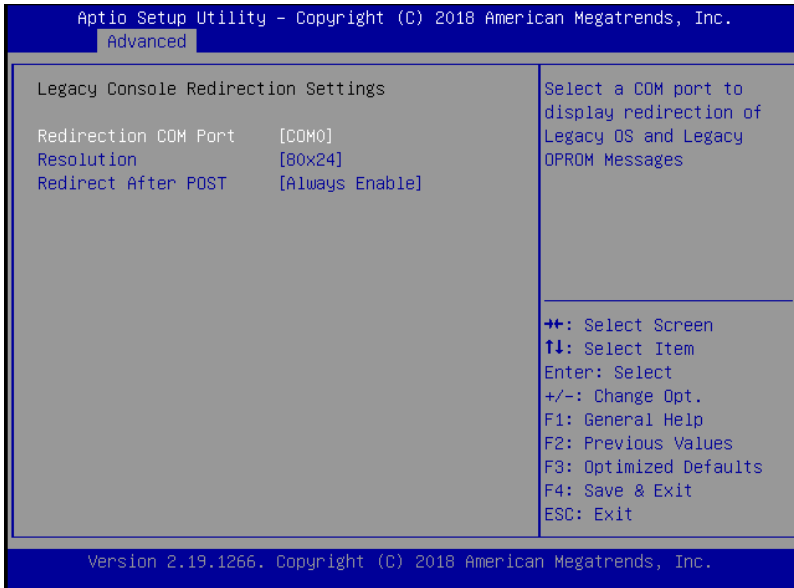 Aptio Setup Utility – Copyright (C) 2018 American Megatrends, Inc.
Advanced
Legacy Console Redirection Settings
Redirection COM Port [COM0]
Resolution [80x24]
Redirect After POST [Always Enable]
Select a COM port to
display redirection of
Legacy OS and Legacy
OPROM Messages
→←: Select Screen
↑↓: Select Item
Enter: Select
+/-: Change Opt.
F1: General Help
F2: Previous Values
F3: Optimized Defaults
F4: Save & Exit
ESC: Exit
Version 2.19.1266. Copyright (C) 2018 American Megatrends, Inc.